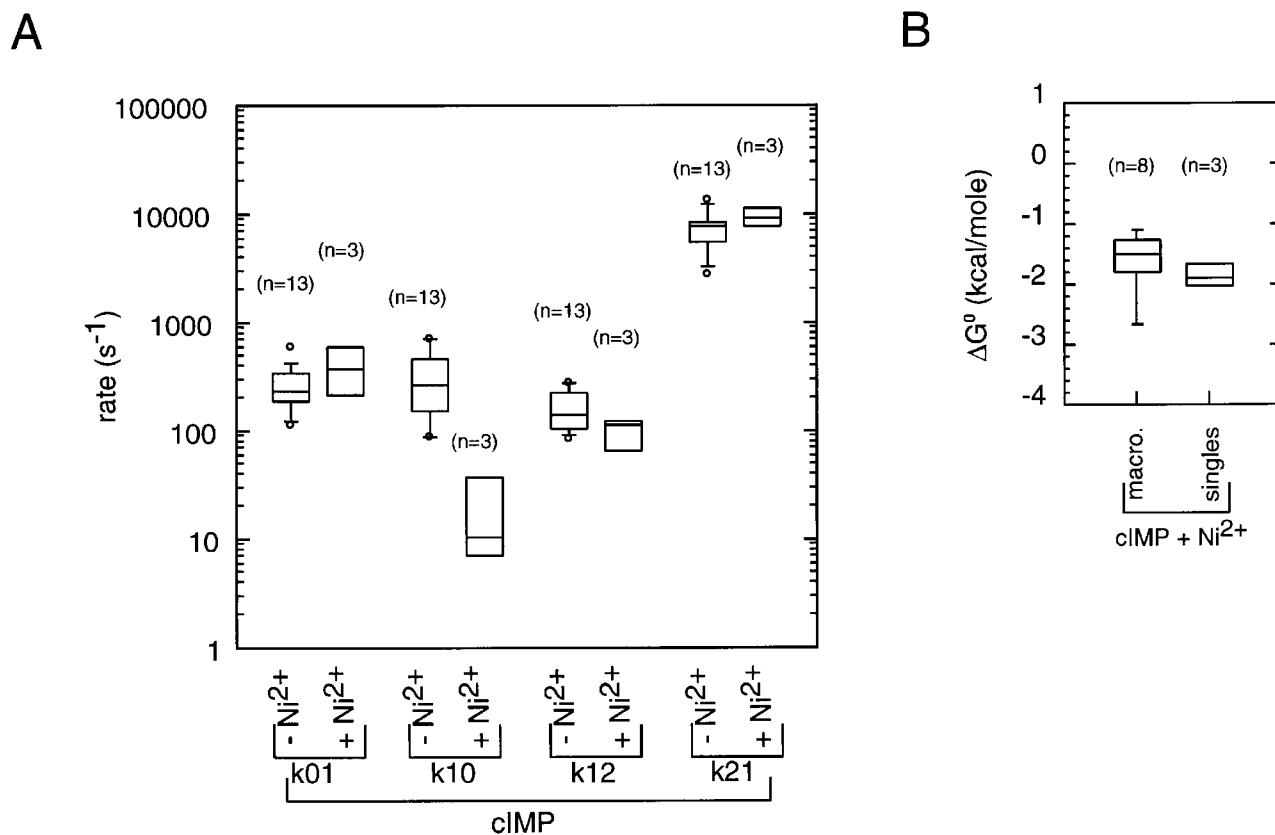 A
B
100000
10000
1000
100
10
1
rate (s⁻¹)
(n=13)
(n=3)
(n=13)
(n=3)
(n=13)
(n=3)
(n=13)
(n=3)
- Ni²⁺
+ Ni²⁺
- Ni²⁺
+ Ni²⁺
- Ni²⁺
+ Ni²⁺
- Ni²⁺
+ Ni²⁺
k01
k10
k12
k21
cIMP
1
0
-1
-2
-3
-4
ΔG⁰ (kcal/mole)
(n=8)
(n=3)
macro.
singles
cIMP + Ni²⁺